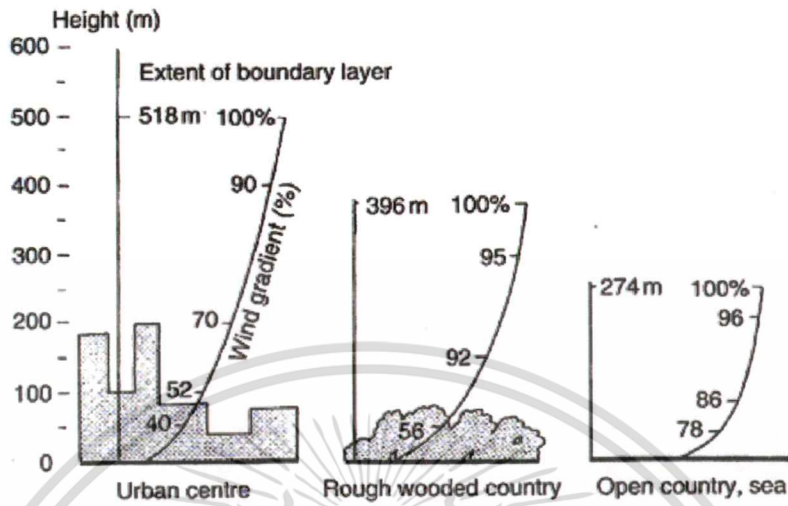 Height (m)
600
Extent of boundary layer
500
518 m 100%
400
90
396 m 100%
Wind gradient (%)
300
95
274 m 100%
96
200
70
92
100
52
86
40
56
78
0
Urban centre
Rough wooded country
Open country, sea